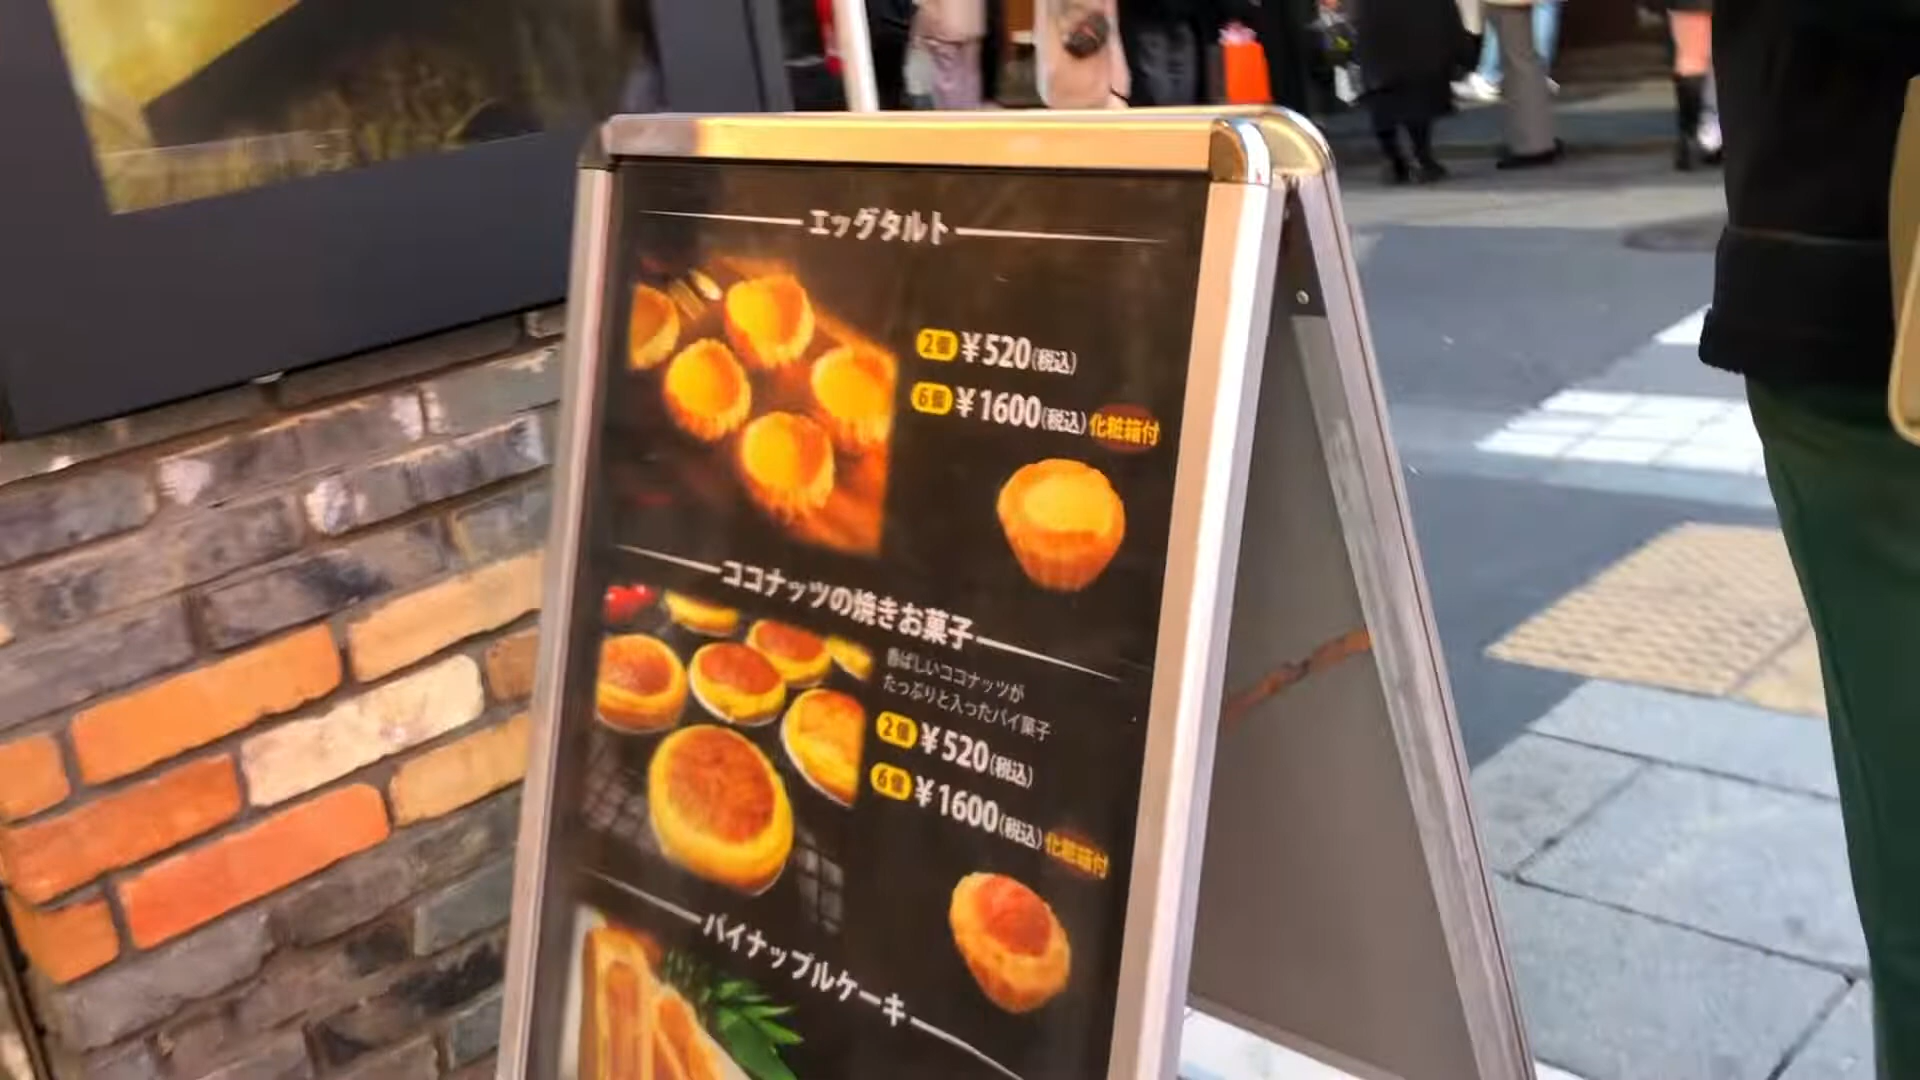 エッグタルト
2個 ¥520(税込)
6個 ¥1600(税込) 化粧箱付
ココナッツの焼きお菓子
香ばしいココナッツが
たっぷりと入ったパイ菓子
2個 ¥520(税込)
6個 ¥1600(税込) 化粧箱付
パイナップルケーキ